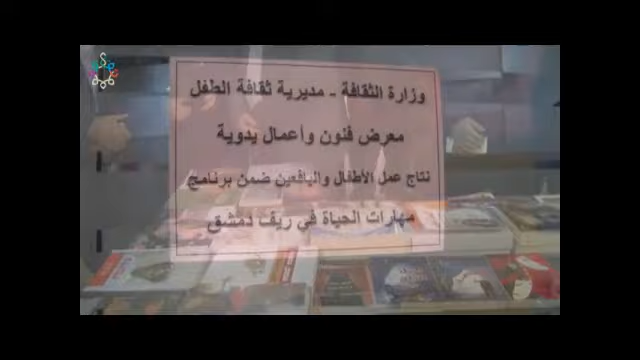 وزارة الثقافة - مديرية ثقافة الطفل
معرض فنون وأعمال يدوية
نتاج عمل الأطفال واليافعين ضمن برنامج
مهارات الحياة في ريف دمشق